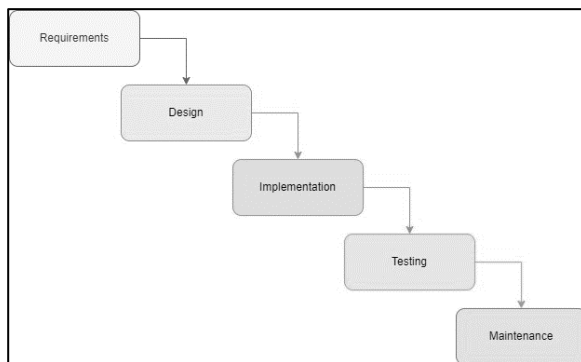 Requirements
Design
Implementation
Testing
Maintenance